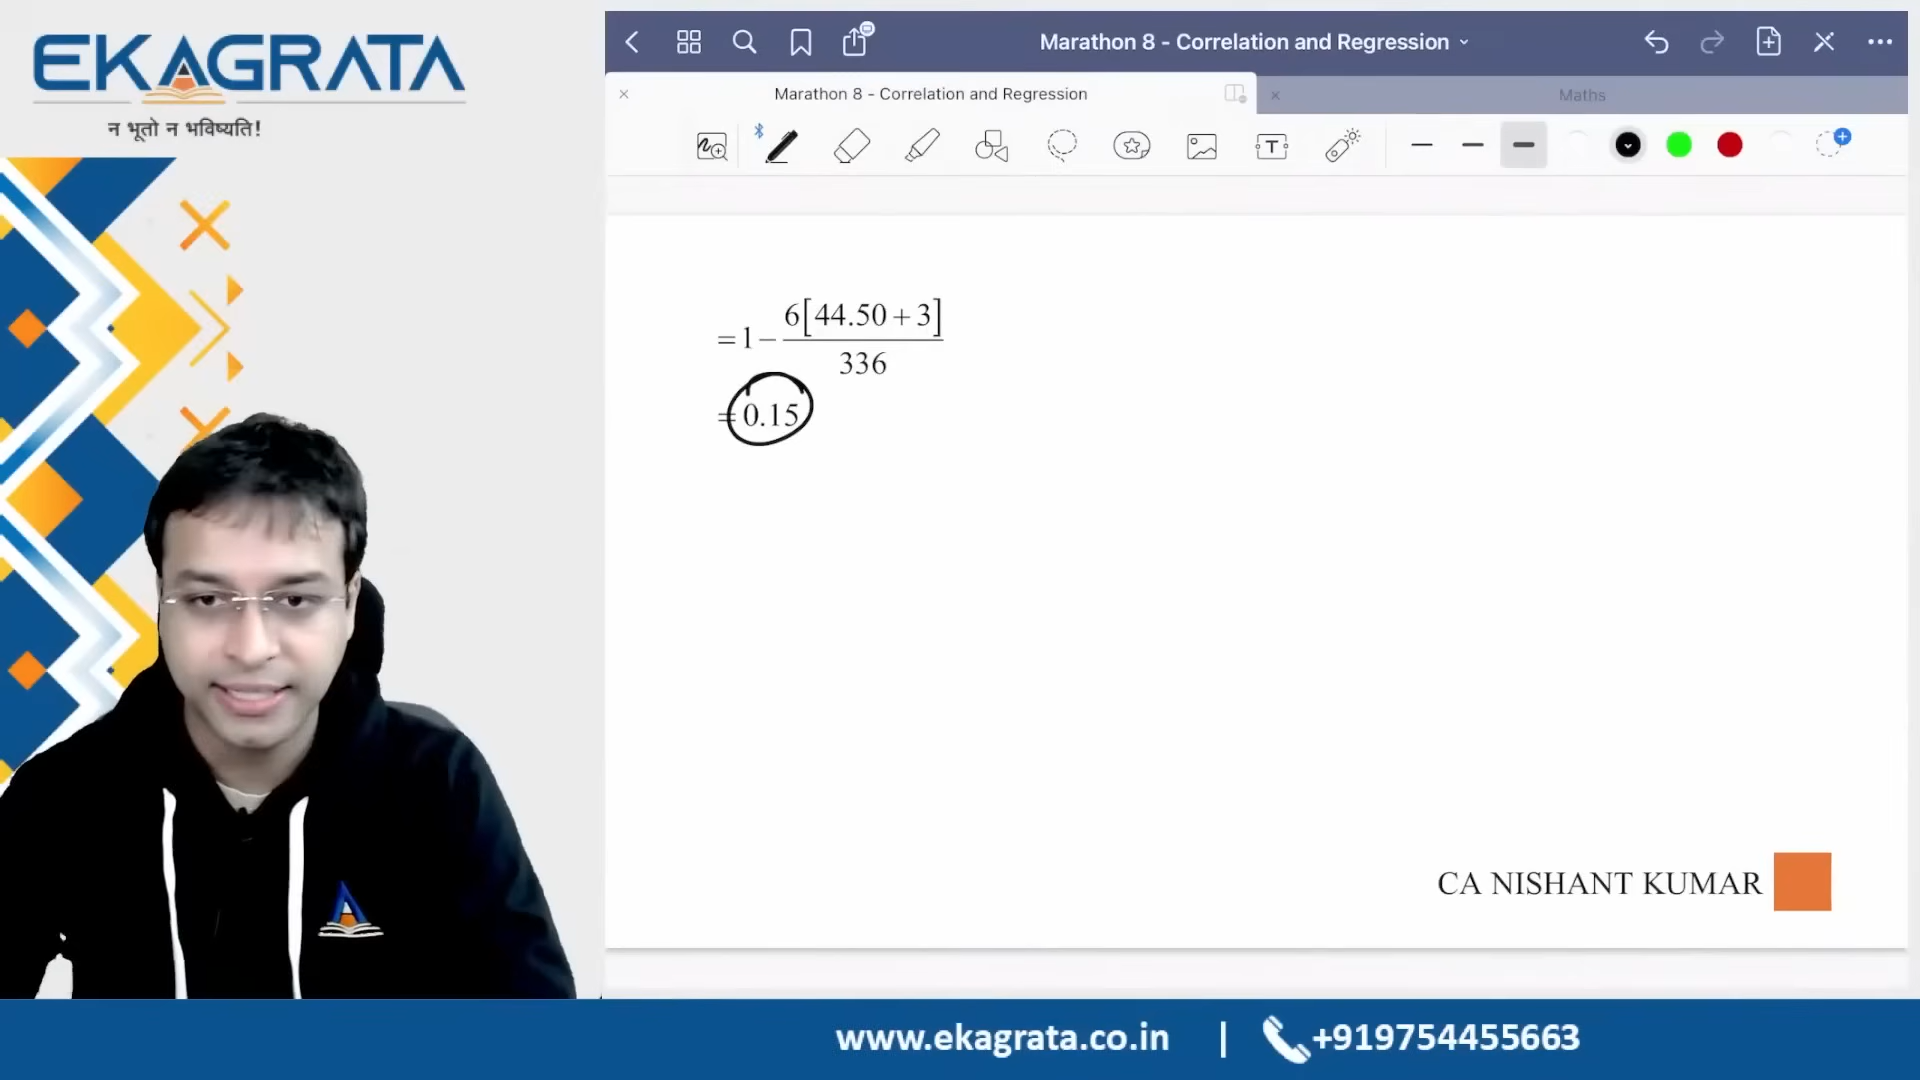 EKAGRATA
न भूतो न भविष्यति!
Marathon 8 - Correlation and Regression
Marathon 8 - Correlation and Regression
Maths
T
= 1 − 6[44.50 + 3] / 336
= 0.15
CA NISHANT KUMAR
www.ekagrata.co.in | +919754455663